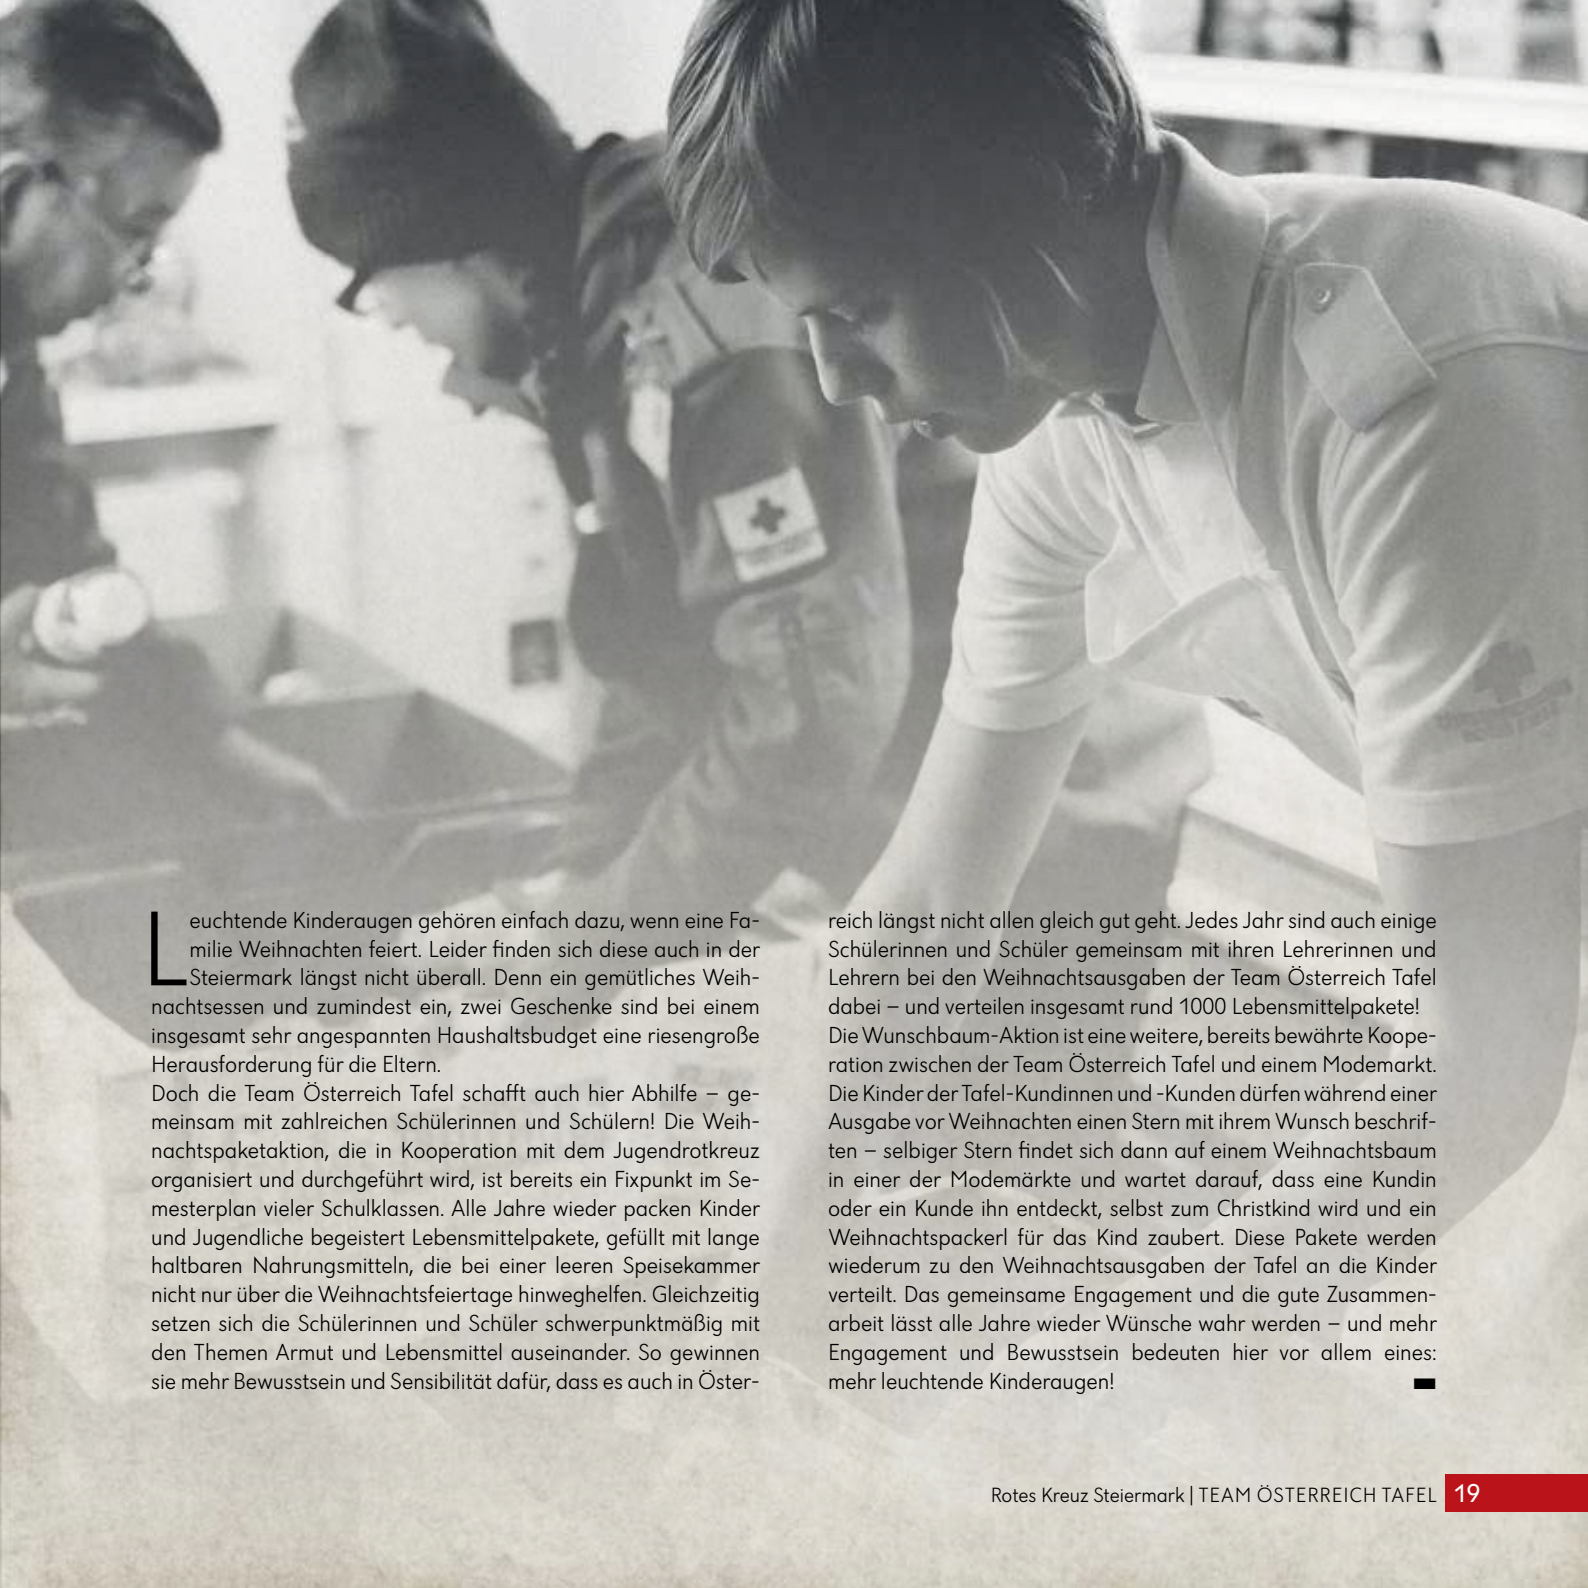 Leuchtende Kinderaugen gehören einfach dazu, wenn eine Fa-
milie Weihnachten feiert. Leider finden sich diese auch in der
Steiermark längst nicht überall. Denn ein gemütliches Weih-
nachtsessen und zumindest ein, zwei Geschenke sind bei einem
insgesamt sehr angespannten Haushaltsbudget eine riesengroße
Herausforderung für die Eltern.
Doch die Team Österreich Tafel schafft auch hier Abhilfe – ge-
meinsam mit zahlreichen Schülerinnen und Schülern! Die Weih-
nachtspaketaktion, die in Kooperation mit dem Jugendrotkreuz
organisiert und durchgeführt wird, ist bereits ein Fixpunkt im Se-
mesterplan vieler Schulklassen. Alle Jahre wieder packen Kinder
und Jugendliche begeistert Lebensmittelpakete, gefüllt mit lange
haltbaren Nahrungsmitteln, die bei einer leeren Speisekammer
nicht nur über die Weihnachtsfeiertage hinweghelfen. Gleichzeitig
setzen sich die Schülerinnen und Schüler schwerpunktmäßig mit
den Themen Armut und Lebensmittel auseinander. So gewinnen
sie mehr Bewusstsein und Sensibilität dafür, dass es auch in Öster-
reich längst nicht allen gleich gut geht. Jedes Jahr sind auch einige
Schülerinnen und Schüler gemeinsam mit ihren Lehrerinnen und
Lehrern bei den Weihnachtsausgaben der Team Österreich Tafel
dabei – und verteilen insgesamt rund 1000 Lebensmittelpakete!
Die Wunschbaum-Aktion ist eine weitere, bereits bewährte Koope-
ration zwischen der Team Österreich Tafel und einem Modemarkt.
Die Kinder der Tafel-Kundinnen und -Kunden dürfen während einer
Ausgabe vor Weihnachten einen Stern mit ihrem Wunsch beschrif-
ten – selbiger Stern findet sich dann auf einem Weihnachtsbaum
in einer der Modemärkte und wartet darauf, dass eine Kundin
oder ein Kunde ihn entdeckt, selbst zum Christkind wird und ein
Weihnachtspackerl für das Kind zaubert. Diese Pakete werden
wiederum zu den Weihnachtsausgaben der Tafel an die Kinder
verteilt. Das gemeinsame Engagement und die gute Zusammen-
arbeit lässt alle Jahre wieder Wünsche wahr werden – und mehr
Engagement und Bewusstsein bedeuten hier vor allem eines:
mehr leuchtende Kinderaugen!
Rotes Kreuz Steiermark | TEAM ÖSTERREICH TAFEL 19